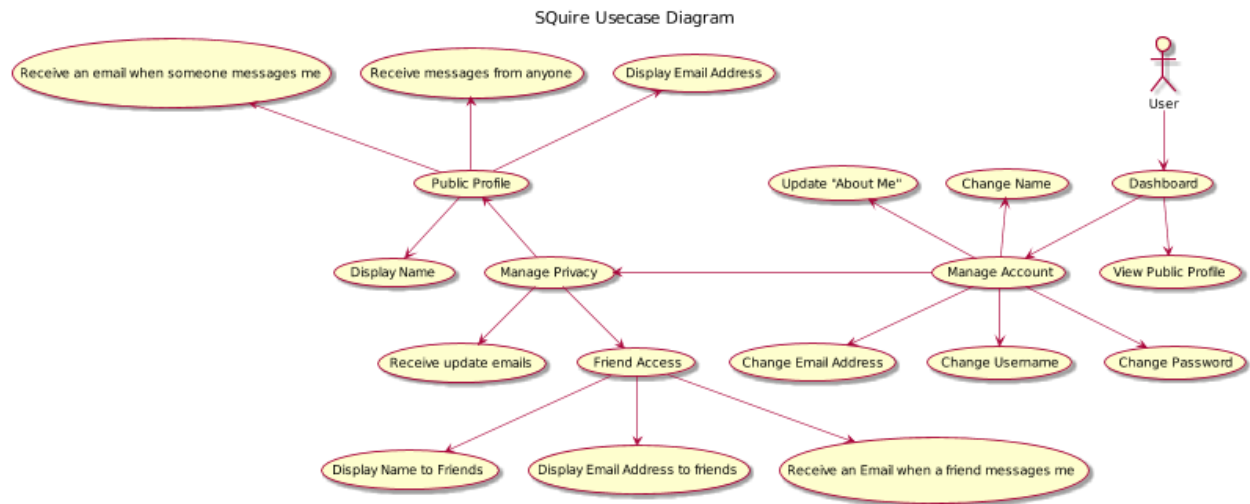 SQuire Usecase Diagram
Receive an email when someone messages me
Receive messages from anyone
Display Email Address
User
Public Profile
Update "About Me"
Change Name
Dashboard
Display Name
Manage Privacy
Manage Account
View Public Profile
Receive update emails
Friend Access
Change Email Address
Change Username
Change Password
Display Name to Friends
Display Email Address to friends
Receive an Email when a friend messages me